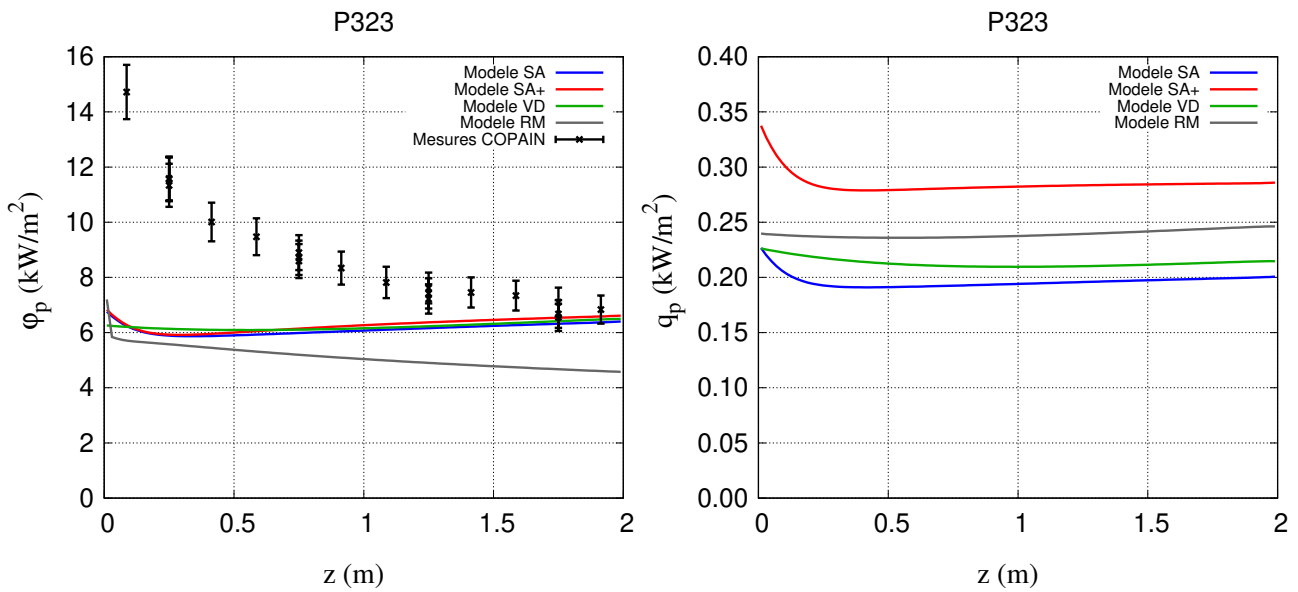 P323
φp (kW/m²)
16
14
12
10
8
6
4
2
0
Modele SA
Modele SA+
Modele VD
Modele RM
Mesures COPAIN
0 0.5 1 1.5 2
z (m)
P323
qp (kW/m²)
0.40
0.35
0.30
0.25
0.20
0.15
0.10
0.05
0.00
Modele SA
Modele SA+
Modele VD
Modele RM
0 0.5 1 1.5 2
z (m)